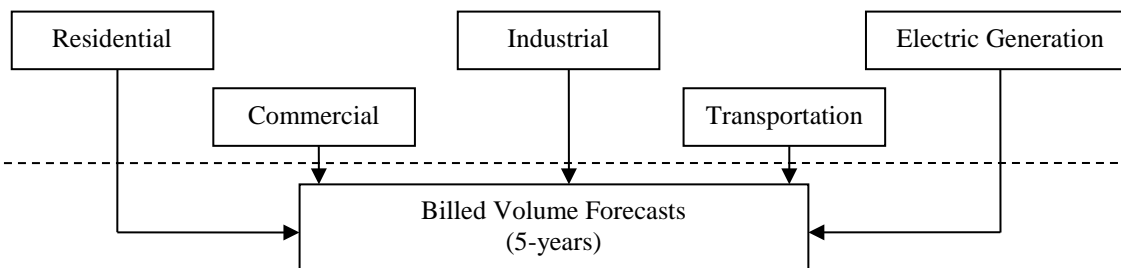 Residential
Industrial
Electric Generation
Commercial
Transportation
Billed Volume Forecasts
(5-years)